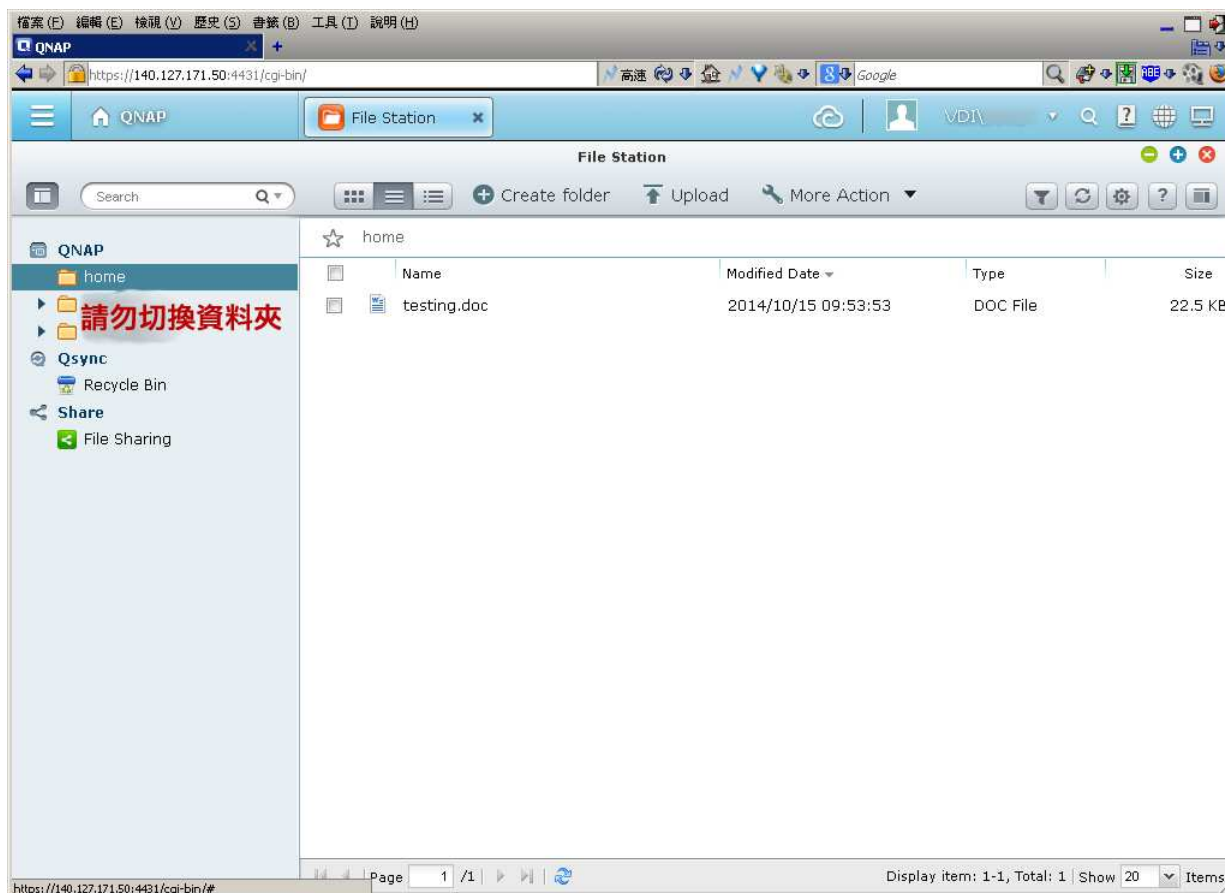 檔案(F) 編輯(E) 檢視(V) 歷史(S) 書籤(B) 工具(T) 說明(H)
QNAP
https://140.127.171.50:4431/cgi-bin/
高速
Google
ABE
QNAP
File Station
VDI\
File Station
Search
Create folder
Upload
More Action
QNAP
home
請勿切換資料夾
Qsync
Recycle Bin
Share
File Sharing
home
Name Modified Date Type Size
testing.doc 2014/10/15 09:53:53 DOC File 22.5 KB
Page 1 /1
Display item: 1-1, Total: 1 Show 20 Items
https://140.127.171.50:4431/cgi-bin/#